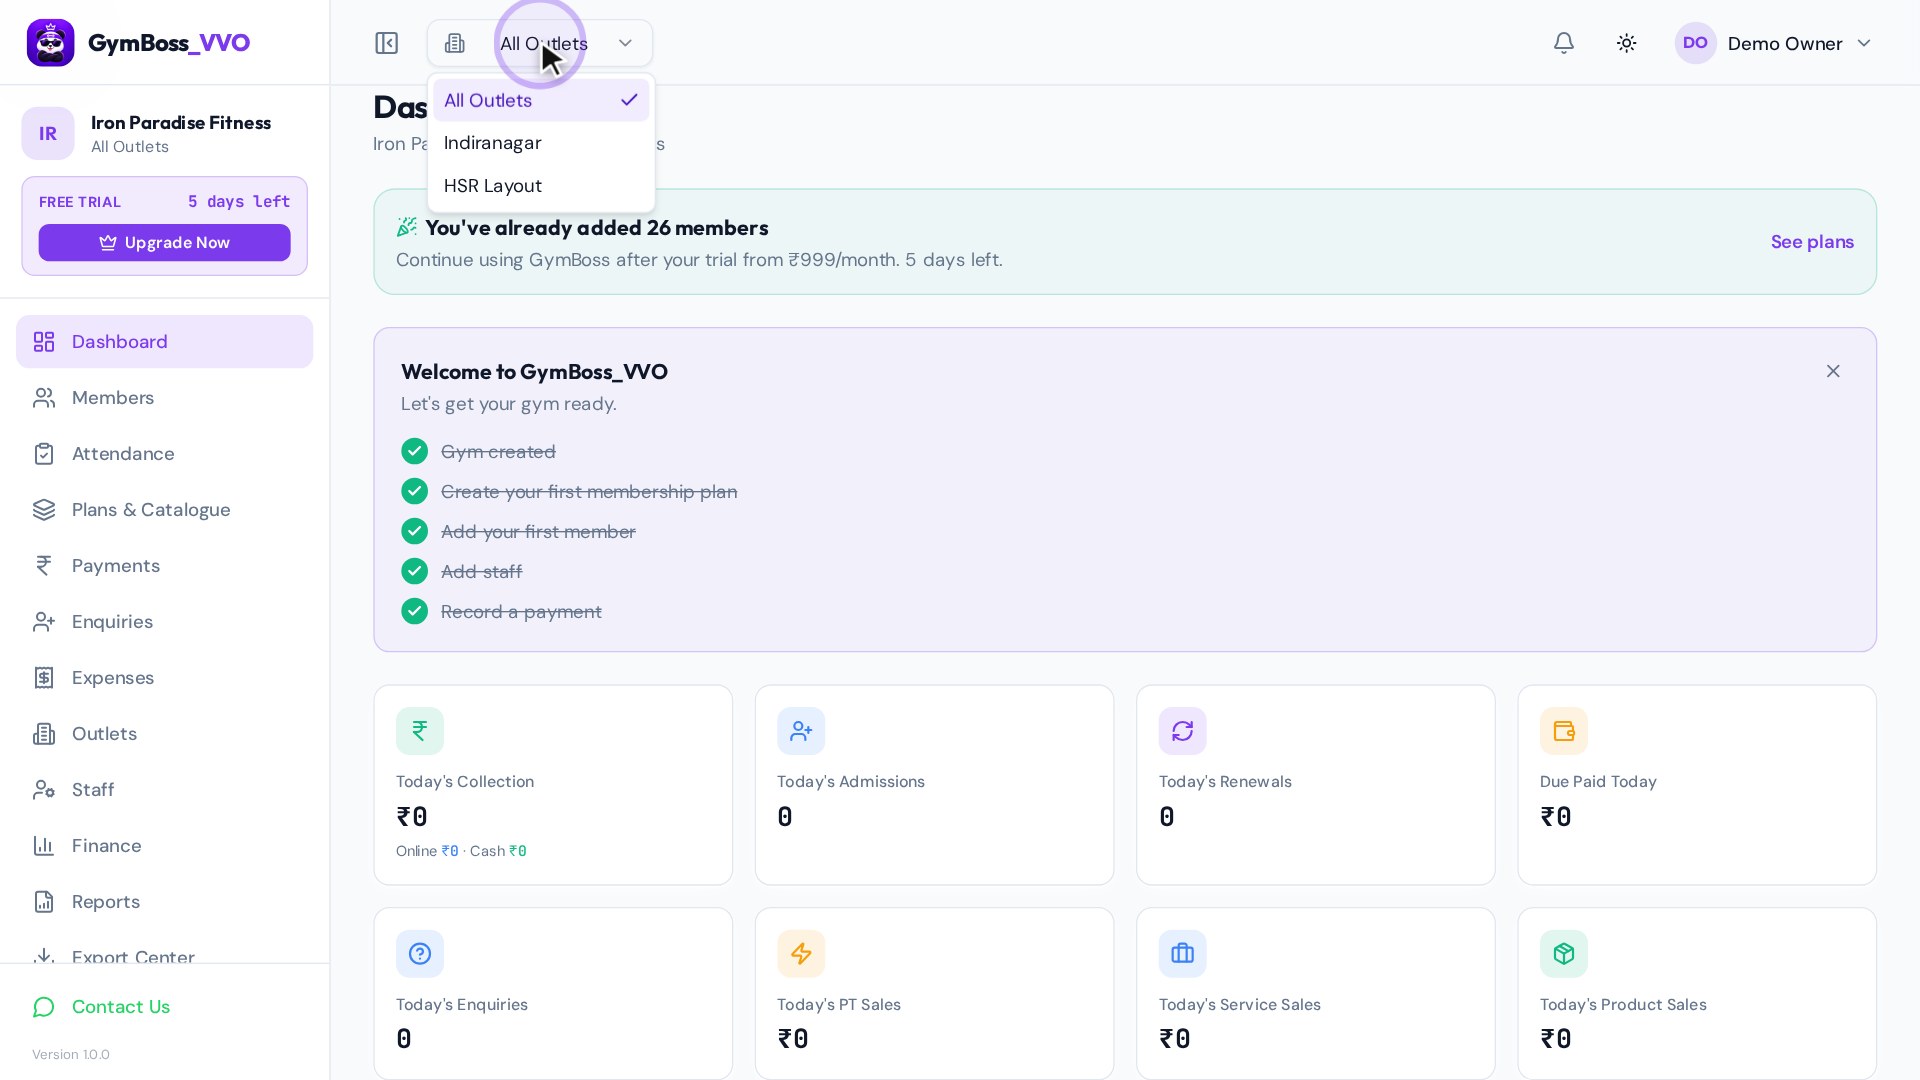 GymBoss_VVO
All Outlets
DO
Demo Owner
IR
Iron Paradise Fitness
All Outlets
FREE TRIAL
5 days left
Upgrade Now
Dashboard
Members
Attendance
Plans & Catalogue
Payments
Enquiries
Expenses
Outlets
Staff
Finance
Reports
Export Center
Contact Us
Version 1.0.0
All Outlets
Indiranagar
HSR Layout
You've already added 26 members
Continue using GymBoss after your trial from ₹999/month. 5 days left.
See plans
Welcome to GymBoss_VVO
Let's get your gym ready.
Gym created
Create your first membership plan
Add your first member
Add staff
Record a payment
Today's Collection
₹0
Online ₹0 · Cash ₹0
Today's Admissions
0
Today's Renewals
0
Due Paid Today
₹0
Today's Enquiries
0
Today's PT Sales
₹0
Today's Service Sales
₹0
Today's Product Sales
₹0